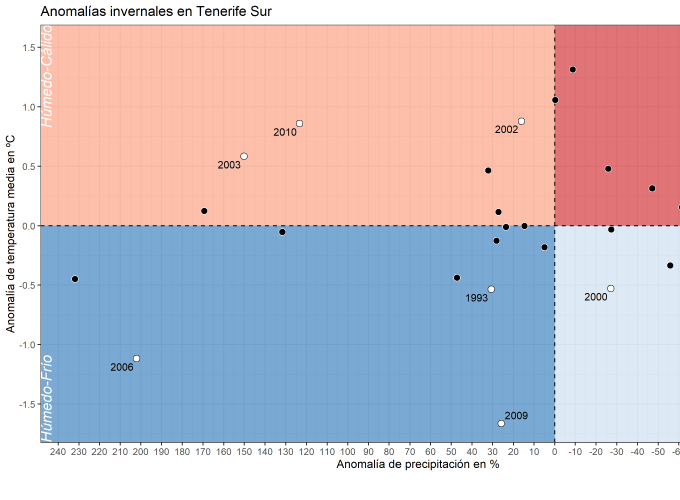 Anomalías invernales en Tenerife Sur
Anomalía de temperatura media en ºC
1.5
1.0
0.5
0.0
-0.5
-1.0
-1.5
Húmedo-Cálido
Húmedo-Frío
2010
2002
2003
1993
2000
2006
2009
240 230 220 210 200 190 180 170 160 150 140 130 120 110 100 90 80 70 60 50 40 30 20 10 0 -10 -20 -30 -40 -50 -6
Anomalía de precipitación en %